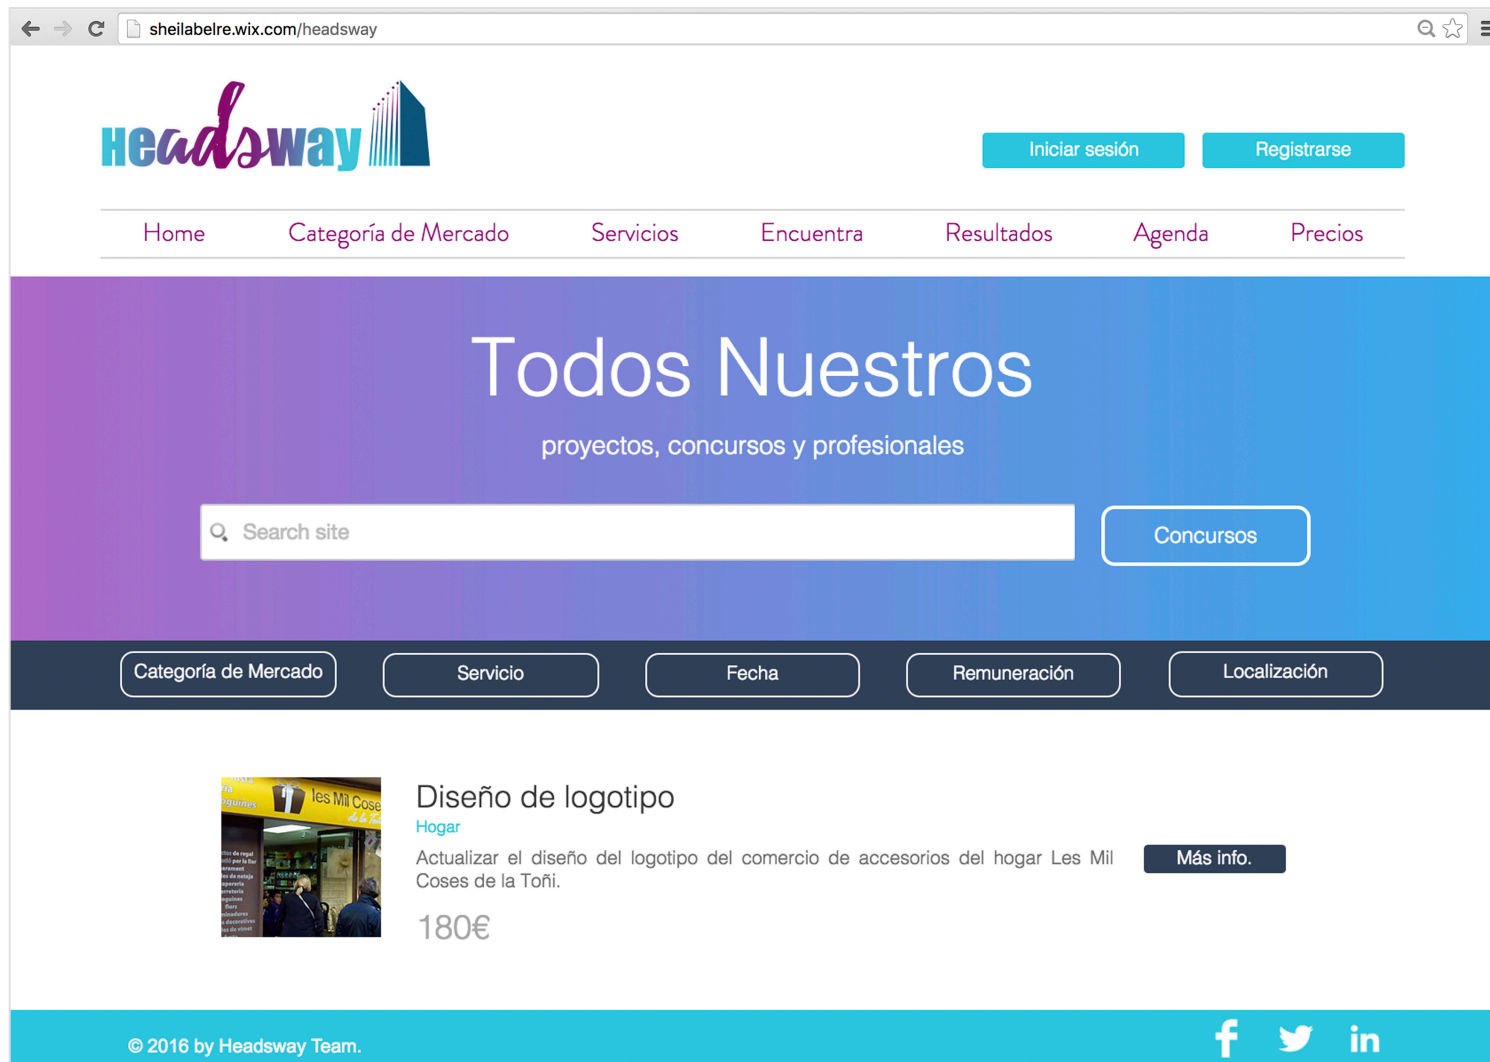 sheilabelre.wix.com/headsway
Headsway
Iniciar sesión
Registrarse
Home
Categoría de Mercado
Servicios
Encuentra
Resultados
Agenda
Precios
Todos Nuestros
proyectos, concursos y profesionales
Search site
Concursos
Categoría de Mercado
Servicio
Fecha
Remuneración
Localización
les Mil Cose
Diseño de logotipo
Hogar
Actualizar el diseño del logotipo del comercio de accesorios del hogar Les Mil
Coses de la Toñi.
Más info.
180€
© 2016 by Headsway Team.